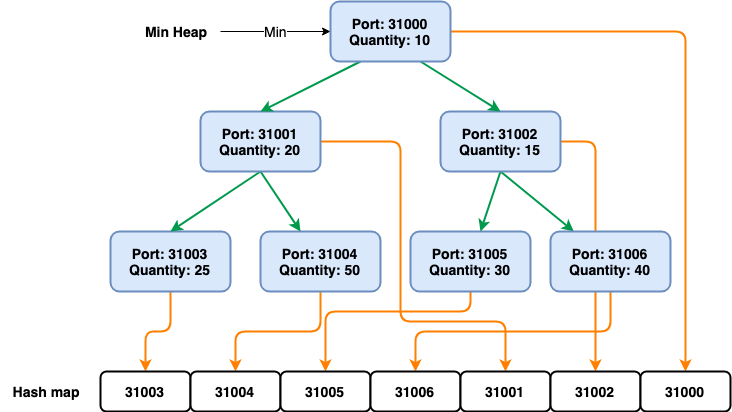 Port: 31000
Quantity: 10
Min Heap
Min
Port: 31001
Quantity: 20
Port: 31002
Quantity: 15
Port: 31003
Quantity: 25
Port: 31004
Quantity: 50
Port: 31005
Quantity: 30
Port: 31006
Quantity: 40
Hash map
31003
31004
31005
31006
31001
31002
31000